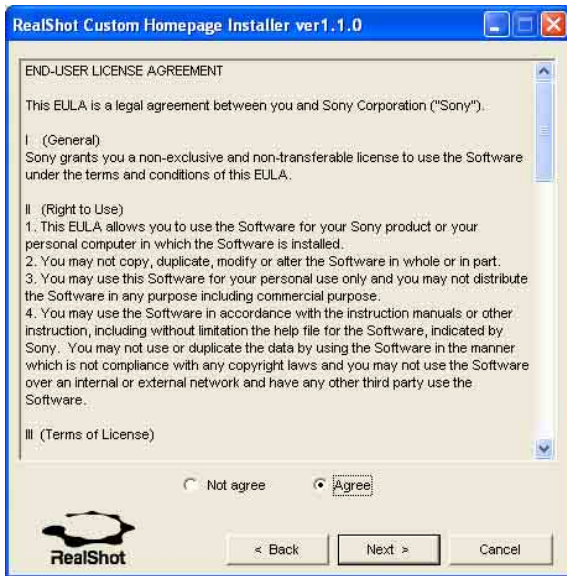 RealShot Custom Homepage Installer ver1.1.0
END-USER LICENSE AGREEMENT
This EULA is a legal agreement between you and Sony Corporation ("Sony").
I (General)
Sony grants you a non-exclusive and non-transferable license to use the Software
under the terms and conditions of this EULA.
II (Right to Use)
1. This EULA allows you to use the Software for your Sony product or your
personal computer in which the Software is installed.
2. You may not copy, duplicate, modify or alter the Software in whole or in part.
3. You may use this Software for your personal use only and you may not distribute
the Software in any purpose including commercial purpose.
4. You may use the Software in accordance with the instruction manuals or other
instruction, including without limitation the help file for the Software, indicated by
Sony. You may not use or duplicate the data by using the Software in the manner
which is not compliance with any copyright laws and you may not use the Software
over an internal or external network and have any other third party use the
Software.
III (Terms of License)
Not agree
Agree
RealShot
< Back
Next >
Cancel